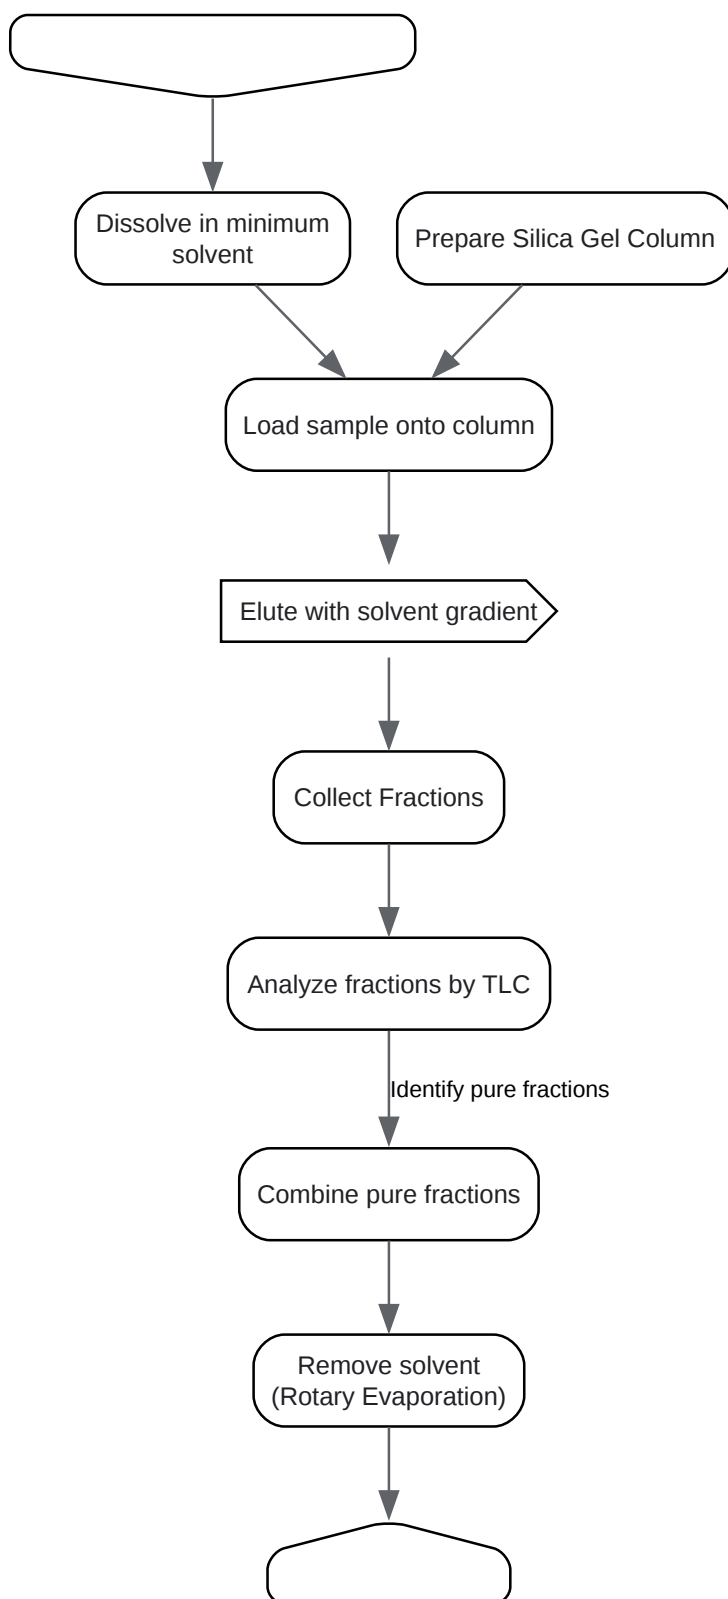 Dissolve in minimum
solvent
Prepare Silica Gel Column
Load sample onto column
Elute with solvent gradient
Collect Fractions
Analyze fractions by TLC
Identify pure fractions
Combine pure fractions
Remove solvent
(Rotary Evaporation)